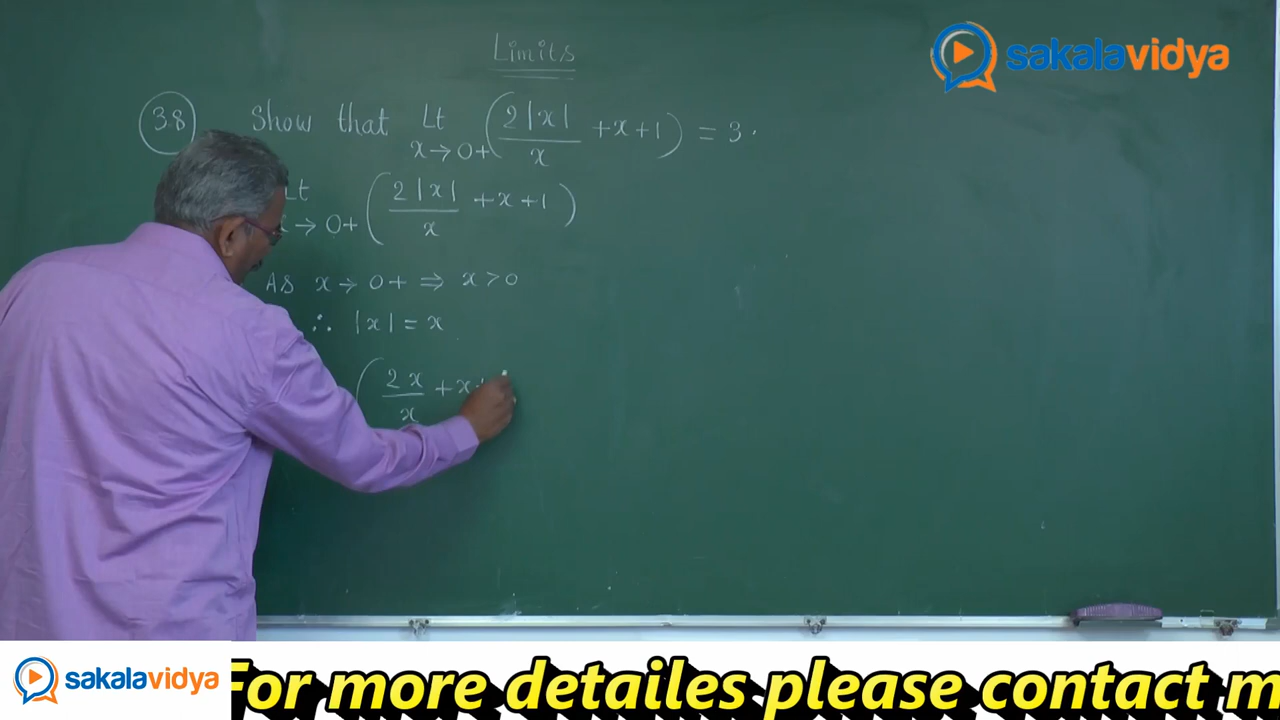 Limits
sakalavidya
38 Show that Lt x→0+ (2|x|/x + x + 1) = 3.
Lt x→0+ (2|x|/x + x + 1)
As x→0+ ⇒ x>0
∴ |x| = x
(2x/x + x +
sakalavidya
For more detailes please contact m